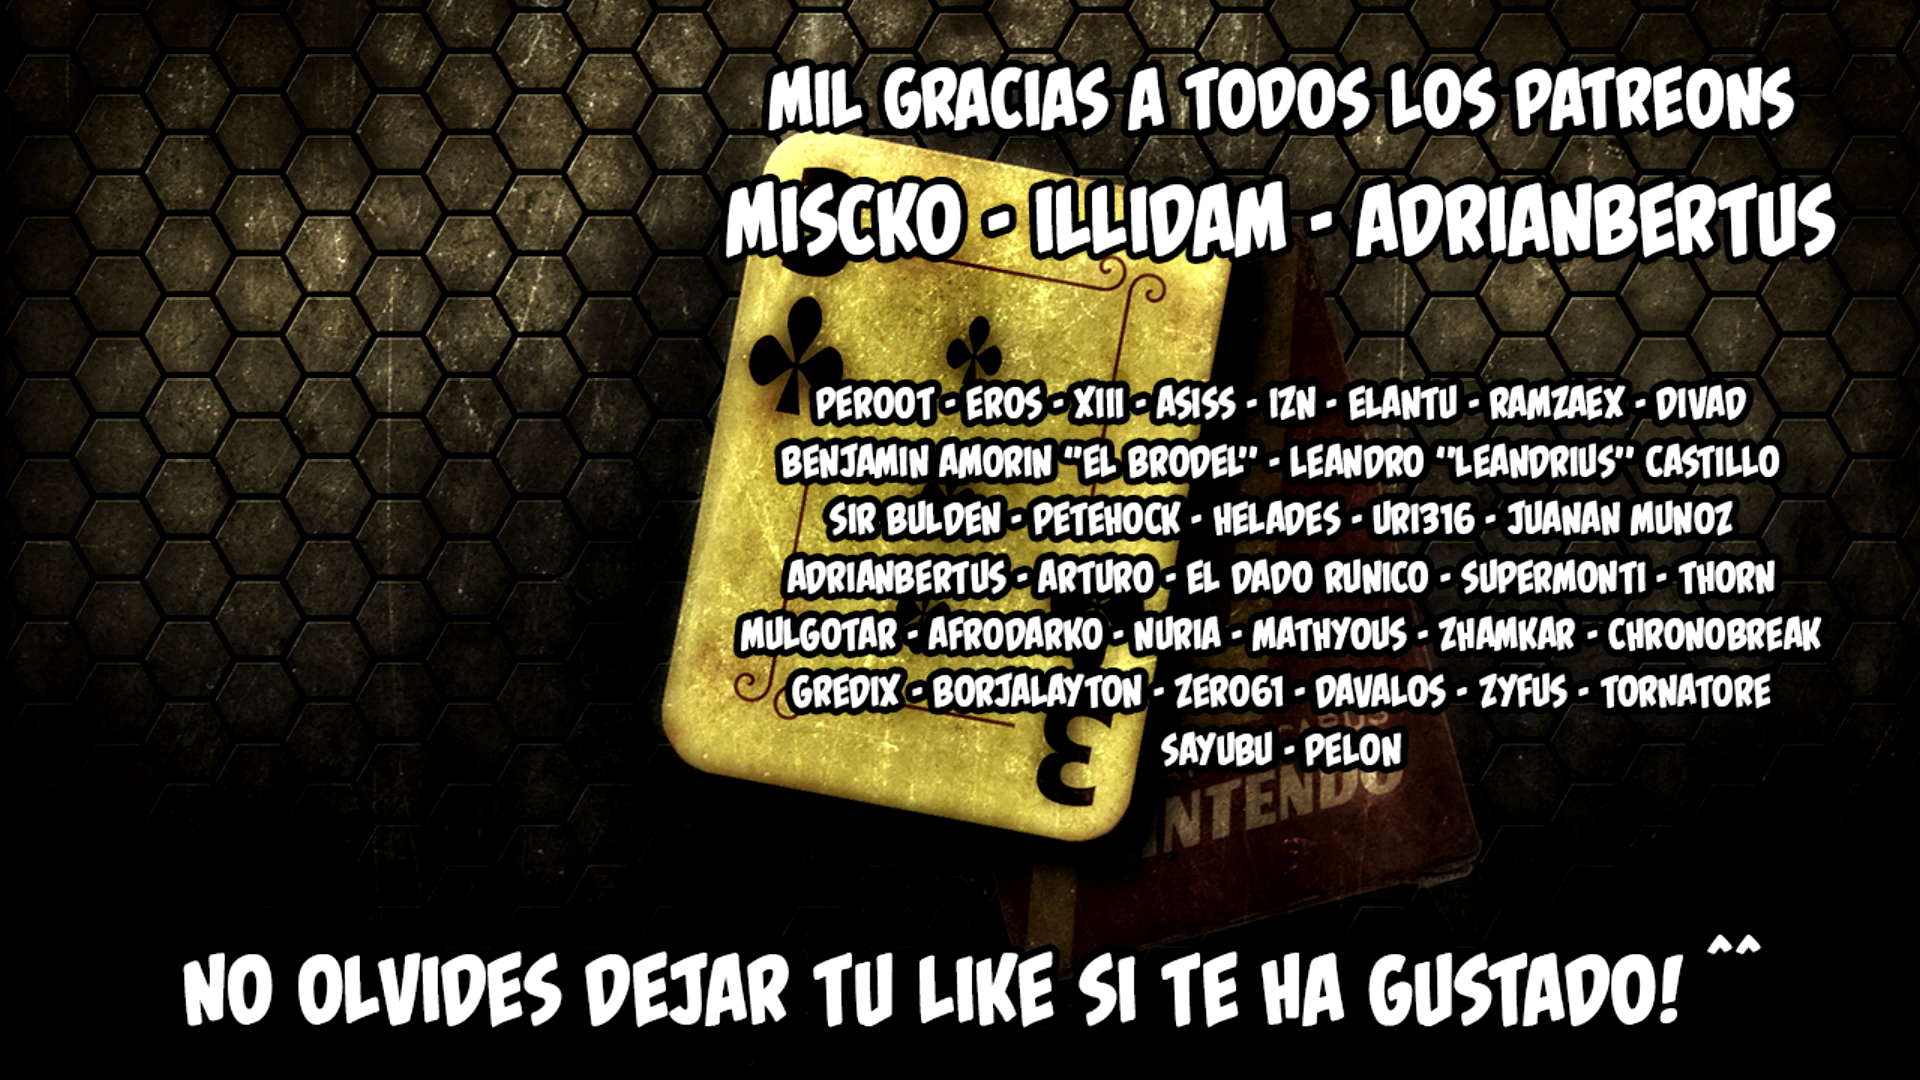 MIL GRACIAS A TODOS LOS PATREONS
MISCKO - ILLIDAM - ADRIANBERTUS
PEROOT - EROS - XIII - ASISS - IZN - ELANTU - RAMZAEX - DIVAD
BENJAMIN AMORIN "EL BRODEL" - LEANDRO "LEANDRIUS" CASTILLO
SIR BULDEN - PETEHOCK - HELADES - URI316 - JUANAN MUNOZ
ADRIANBERTUS - ARTURO - EL DADO RUNICO - SUPERMONTI - THORN
MULGOTAR - AFRODARKO - NURIA - MATHYOUS - ZHAMKAR - CHRONOBREAK
GREDIX - BORJALAYTON - ZERO61 - DAVALOS - ZYFUS - TORNATORE
SAYUBU - PELON
3
NINTENDO
NO OLVIDES DEJAR TU LIKE SI TE HA GUSTADO! ^^